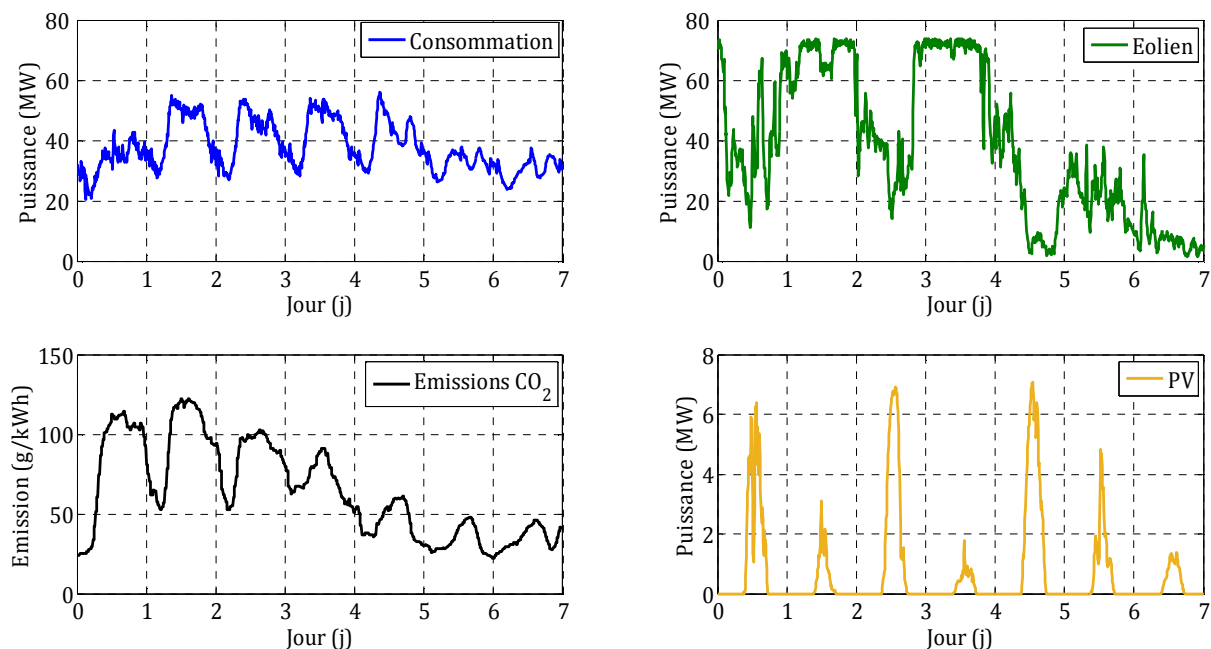 80
60
40
20
0
Puissance (MW)
Consommation
0 1 2 3 4 5 6 7
Jour (j)
80
60
40
20
0
Puissance (MW)
Eolien
0 1 2 3 4 5 6 7
Jour (j)
150
100
50
0
Emission (g/kWh)
Emissions CO₂
0 1 2 3 4 5 6 7
Jour (j)
8
6
4
2
0
Puissance (MW)
PV
0 1 2 3 4 5 6 7
Jour (j)